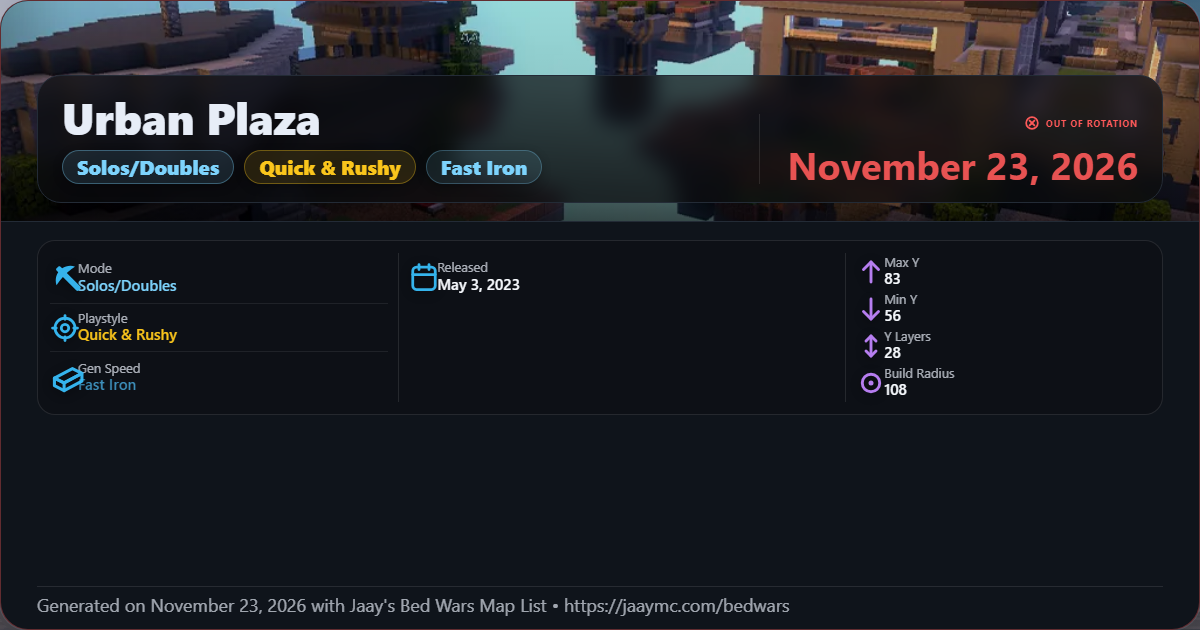 Urban Plaza
Solos/Doubles Quick & Rushy Fast Iron
OUT OF ROTATION
November 23, 2026
Mode
Solos/Doubles
Playstyle
Quick & Rushy
Gen Speed
Fast Iron
Released
May 3, 2023
Max Y
83
Min Y
56
Y Layers
28
Build Radius
108
Generated on November 23, 2026 with Jaay's Bed Wars Map List • https://jaaymc.com/bedwars